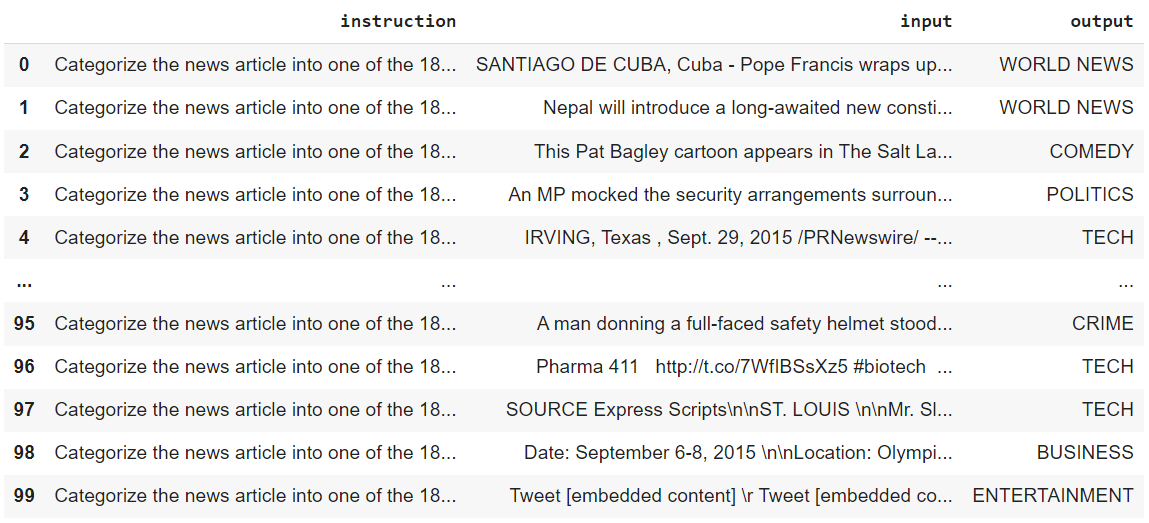 instruction input output
0 Categorize the news article into one of the 18... SANTIAGO DE CUBA, Cuba - Pope Francis wraps up... WORLD NEWS
1 Categorize the news article into one of the 18... Nepal will introduce a long-awaited new consti... WORLD NEWS
2 Categorize the news article into one of the 18... This Pat Bagley cartoon appears in The Salt La... COMEDY
3 Categorize the news article into one of the 18... An MP mocked the security arrangements surroun... POLITICS
4 Categorize the news article into one of the 18... IRVING, Texas , Sept. 29, 2015 /PRNewswire/ --... TECH
... ... ... ...
95 Categorize the news article into one of the 18... A man donning a full-faced safety helmet stood... CRIME
96 Categorize the news article into one of the 18... Pharma 411 http://t.co/7WfIBSsXz5 #biotech ... TECH
97 Categorize the news article into one of the 18... SOURCE Express Scripts\n\nST. LOUIS \n\nMr. Sl... TECH
98 Categorize the news article into one of the 18... Date: September 6-8, 2015 \n\nLocation: Olympi... BUSINESS
99 Categorize the news article into one of the 18... Tweet [embedded content] \r Tweet [embedded co... ENTERTAINMENT